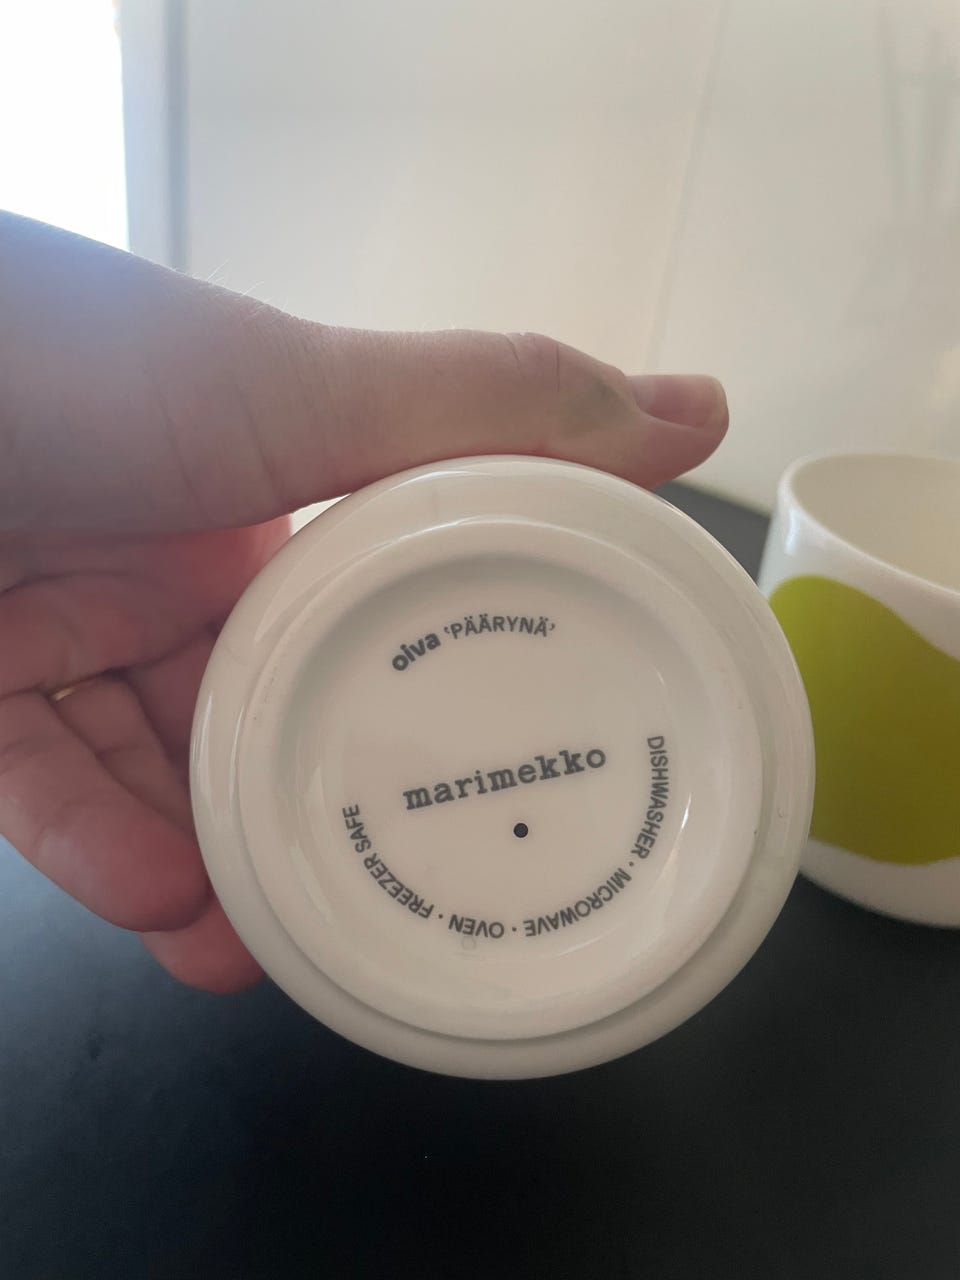 oiva ‘PÄÄRYNÄ’
marimekko
DISHWASHER · MICROWAVE · OVEN · FREEZER SAFE